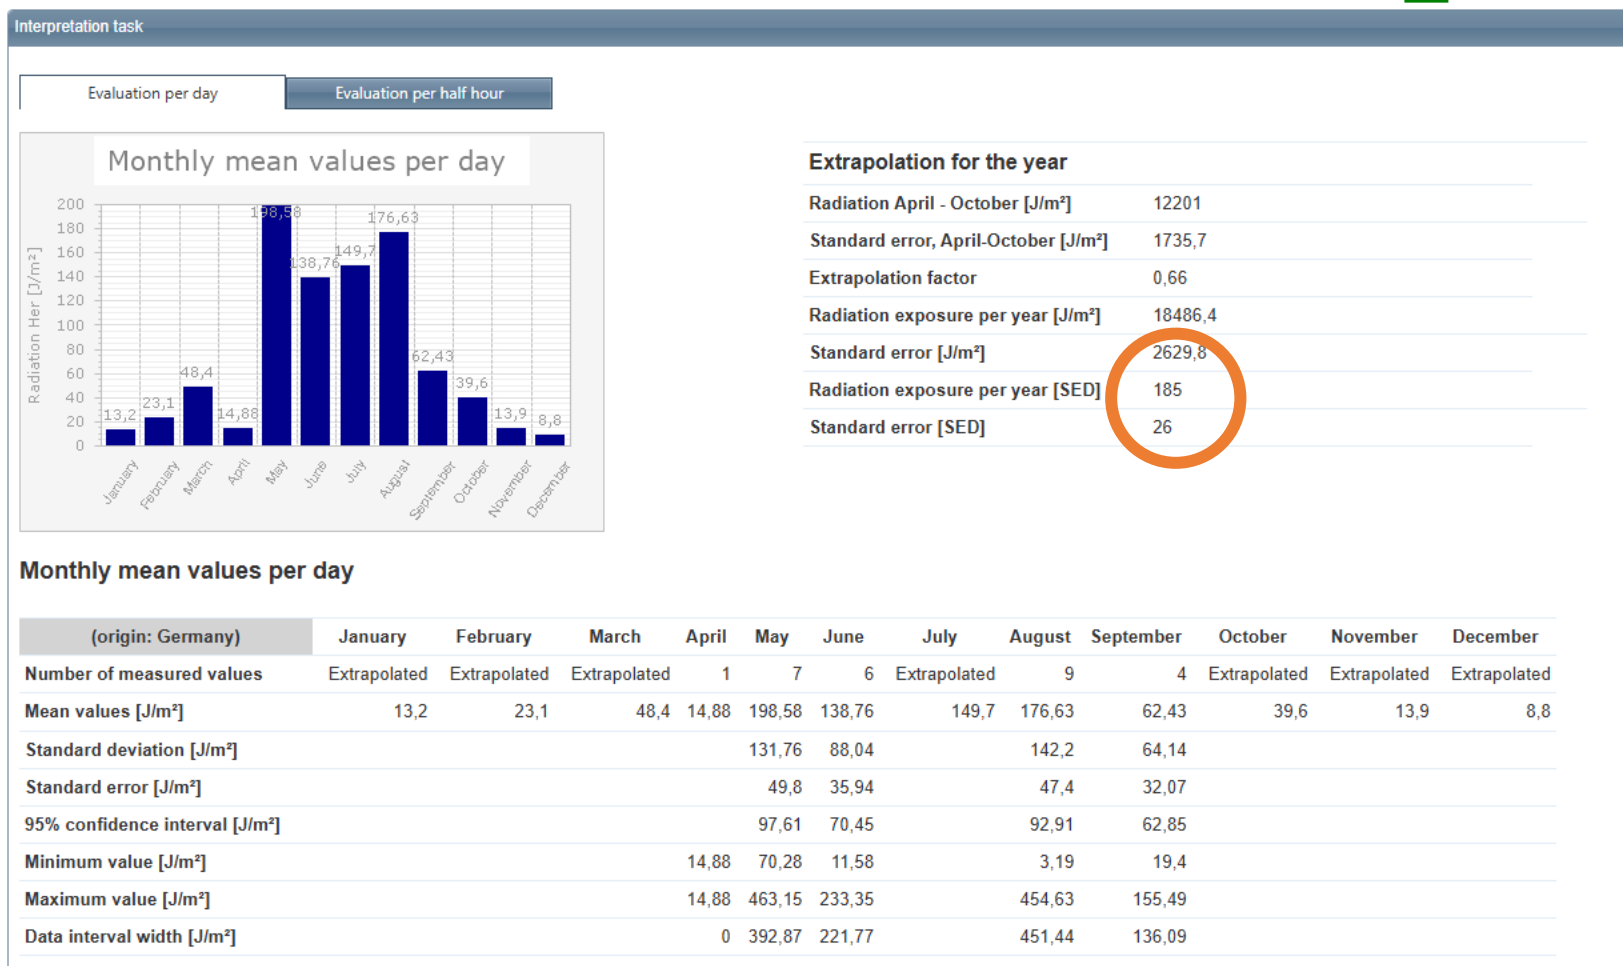 Interpretation task
Evaluation per day
Evaluation per half hour
Monthly mean values per day
Radiation Her [J/m²]
200
180
160
140
120
100
80
60
40
20
0
13,2
23,1
48,4
14,88
198,58
138,76
149,7
176,63
62,43
39,6
13,9
8,8
January
February
March
April
May
June
July
August
September
October
November
December
Extrapolation for the year
Radiation April - October [J/m²] 12201
Standard error, April-October [J/m²] 1735,7
Extrapolation factor 0,66
Radiation exposure per year [J/m²] 18486,4
Standard error [J/m²] 2629,8
Radiation exposure per year [SED] 185
Standard error [SED] 26
Monthly mean values per day
(origin: Germany) January February March April May June July August September October November December
Number of measured values Extrapolated Extrapolated Extrapolated 1 7 6 Extrapolated 9 4 Extrapolated Extrapolated Extrapolated
Mean values [J/m²] 13,2 23,1 48,4 14,88 198,58 138,76 149,7 176,63 62,43 39,6 13,9 8,8
Standard deviation [J/m²] 131,76 88,04 142,2 64,14
Standard error [J/m²] 49,8 35,94 47,4 32,07
95% confidence interval [J/m²] 97,61 70,45 92,91 62,85
Minimum value [J/m²] 14,88 70,28 11,58 3,19 19,4
Maximum value [J/m²] 14,88 463,15 233,35 454,63 155,49
Data interval width [J/m²] 0 392,87 221,77 451,44 136,09